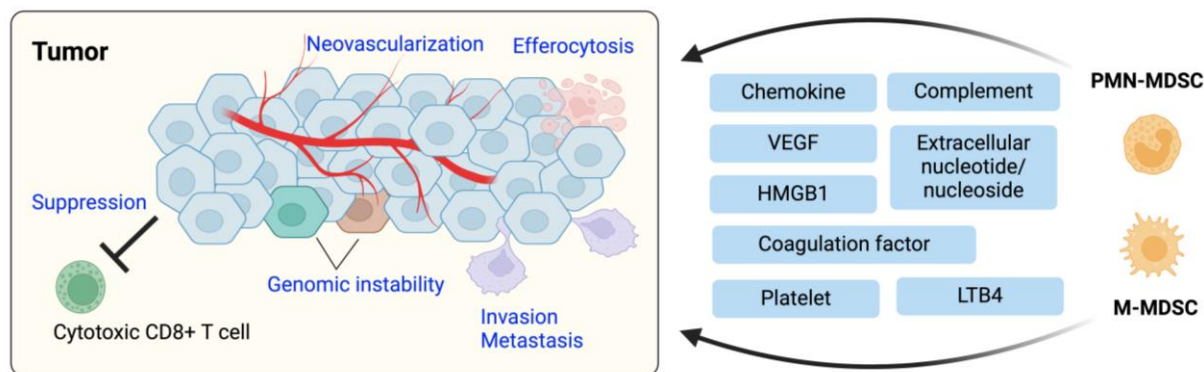 Tumor
Neovascularization
Efferocytosis
Suppression
Genomic instability
Cytotoxic CD8+ T cell
Invasion
Metastasis
Chemokine
Complement
VEGF
Extracellular
nucleotide/
nucleoside
HMGB1
Coagulation factor
Platelet
LTB4
PMN-MDSC
M-MDSC